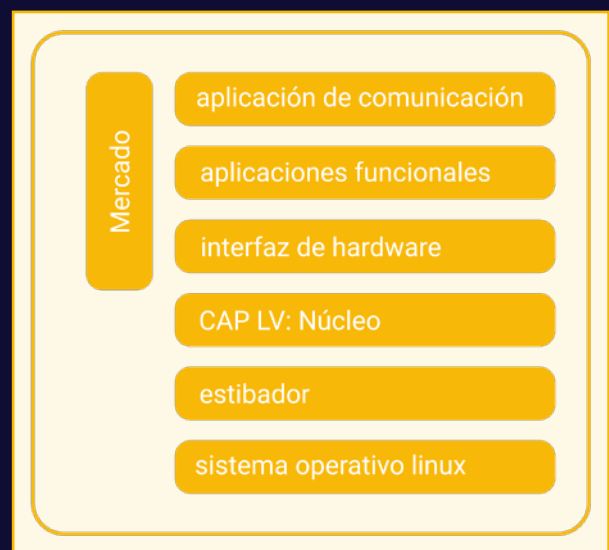 Mercado
aplicación de comunicación
aplicaciones funcionales
interfaz de hardware
CAP LV: Núcleo
estibador
sistema operativo linux